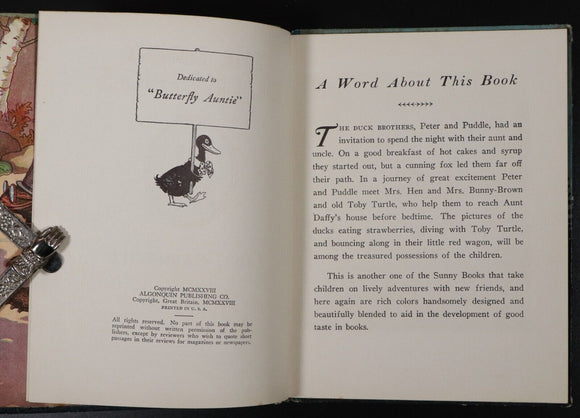 Dedicated to
"Butterfly Auntie"
Copyright MCMXXVIII
ALGONQUIN PUBLISHING CO.
Copyright, Great Britain, MCMXXVIII
PRINTED IN U. S. A.
All rights reserved. No part of this book may be
reprinted without written permission of the pub-
lishers, except by reviewers who wish to quote short
passages in their reviews for magazines or newspapers.
A Word About This Book
THE DUCK BROTHERS, Peter and Puddle, had an
invitation to spend the night with their aunt and
uncle. On a good breakfast of hot cakes and syrup
they started out, but a cunning fox led them far off
their path. In a journey of great excitement Peter
and Puddle meet Mrs. Hen and Mrs. Bunny-Brown
and old Toby Turtle, who help them to reach Aunt
Daffy's house before bedtime. The pictures of the
ducks eating strawberries, diving with Toby Turtle,
and bouncing along in their little red wagon, will be
among the treasured possessions of the children.
This is another one of the Sunny Books that take
children on lively adventures with new friends, and
here again are rich colors handsomely designed and
beautifully blended to aid in the development of good
taste in books.